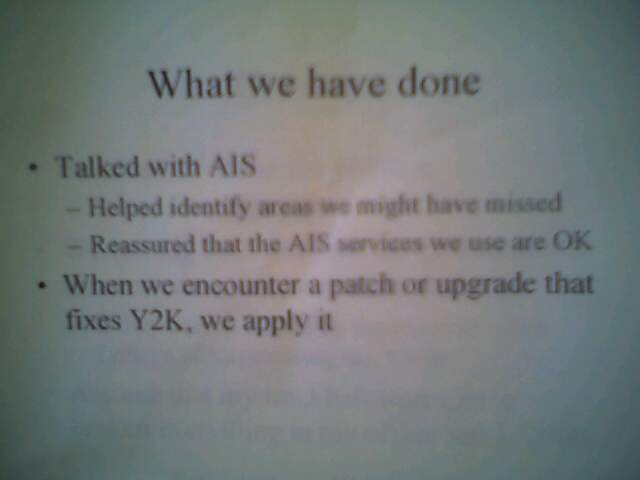 What we have done
• Talked with AIS
– Helped identify areas we might have missed
– Reassured that the AIS services we use are OK
• When we encounter a patch or upgrade that
fixes Y2K, we apply it